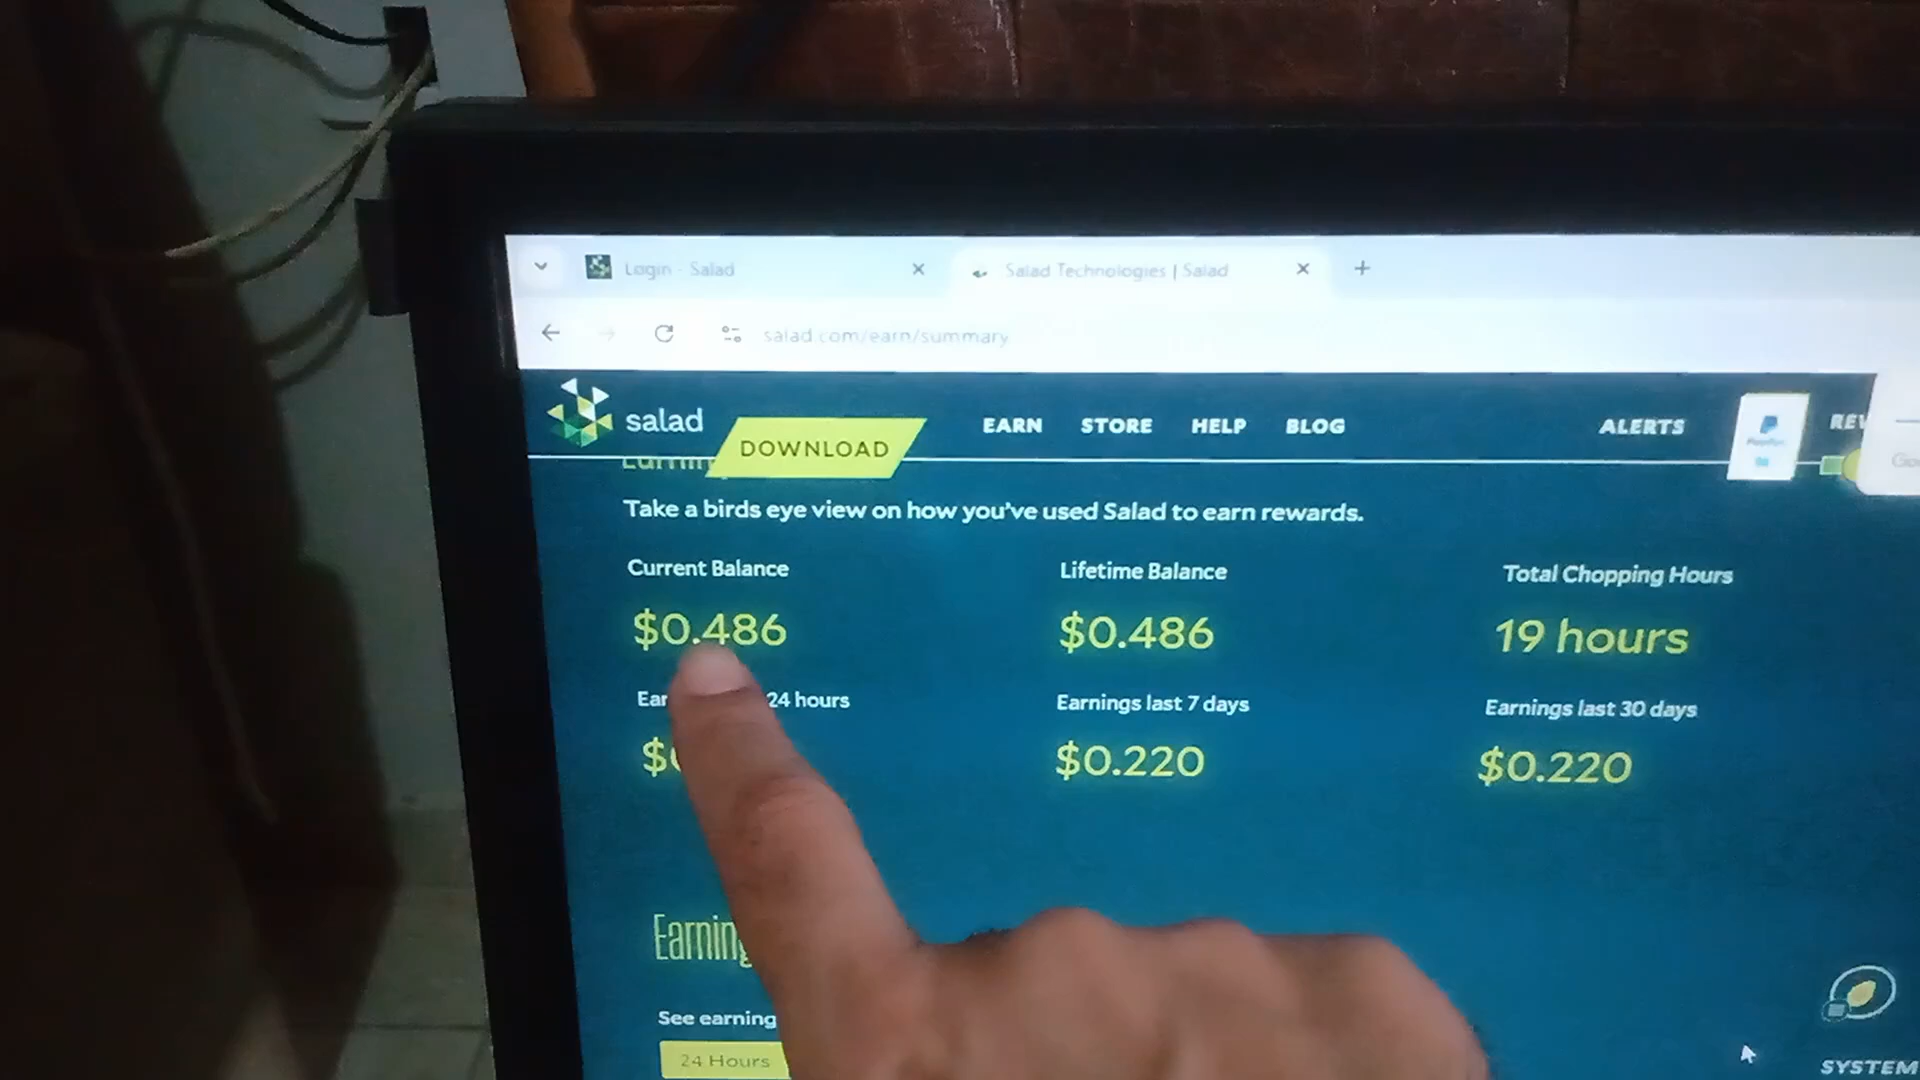 Login - Salad
Salad Technologies | Salad
salad.com/earn/summary
salad
DOWNLOAD
EARN
STORE
HELP
BLOG
ALERTS
Take a birds eye view on how you've used Salad to earn rewards.
Current Balance
Lifetime Balance
Total Chopping Hours
$0.486
$0.486
19 hours
24 hours
Earnings last 7 days
Earnings last 30 days
$0.220
$0.220
See earning
24 Hours
SYSTEM